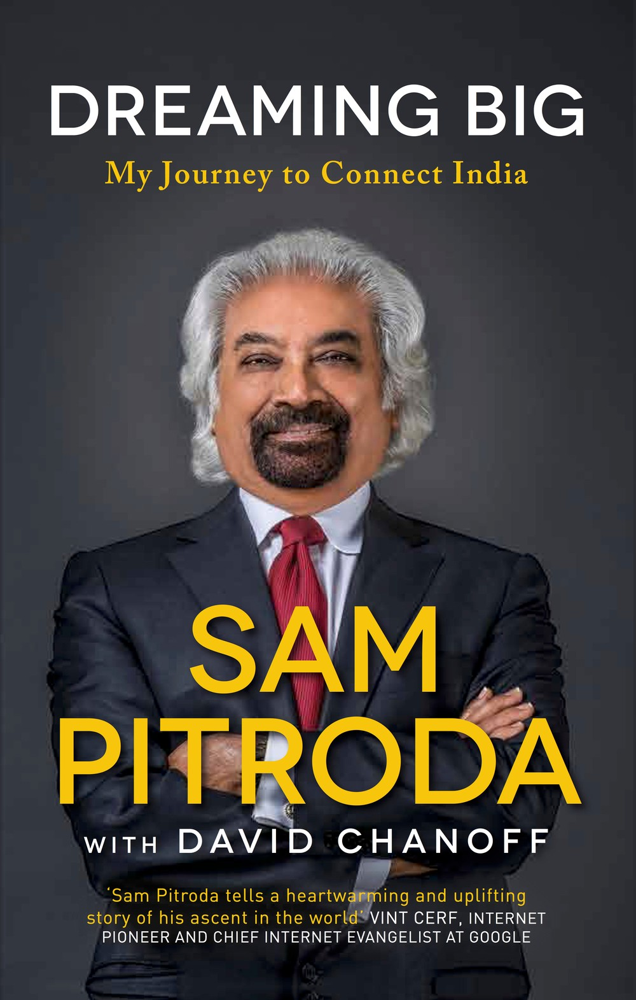 DREAMING BIG
My Journey to Connect India
SAM
PITRODA
WITH DAVID CHANOFF
‘Sam Pitroda tells a heartwarming and uplifting
story of his ascent in the world’ VINT CERF, INTERNET
PIONEER AND CHIEF INTERNET EVANGELIST AT GOOGLE